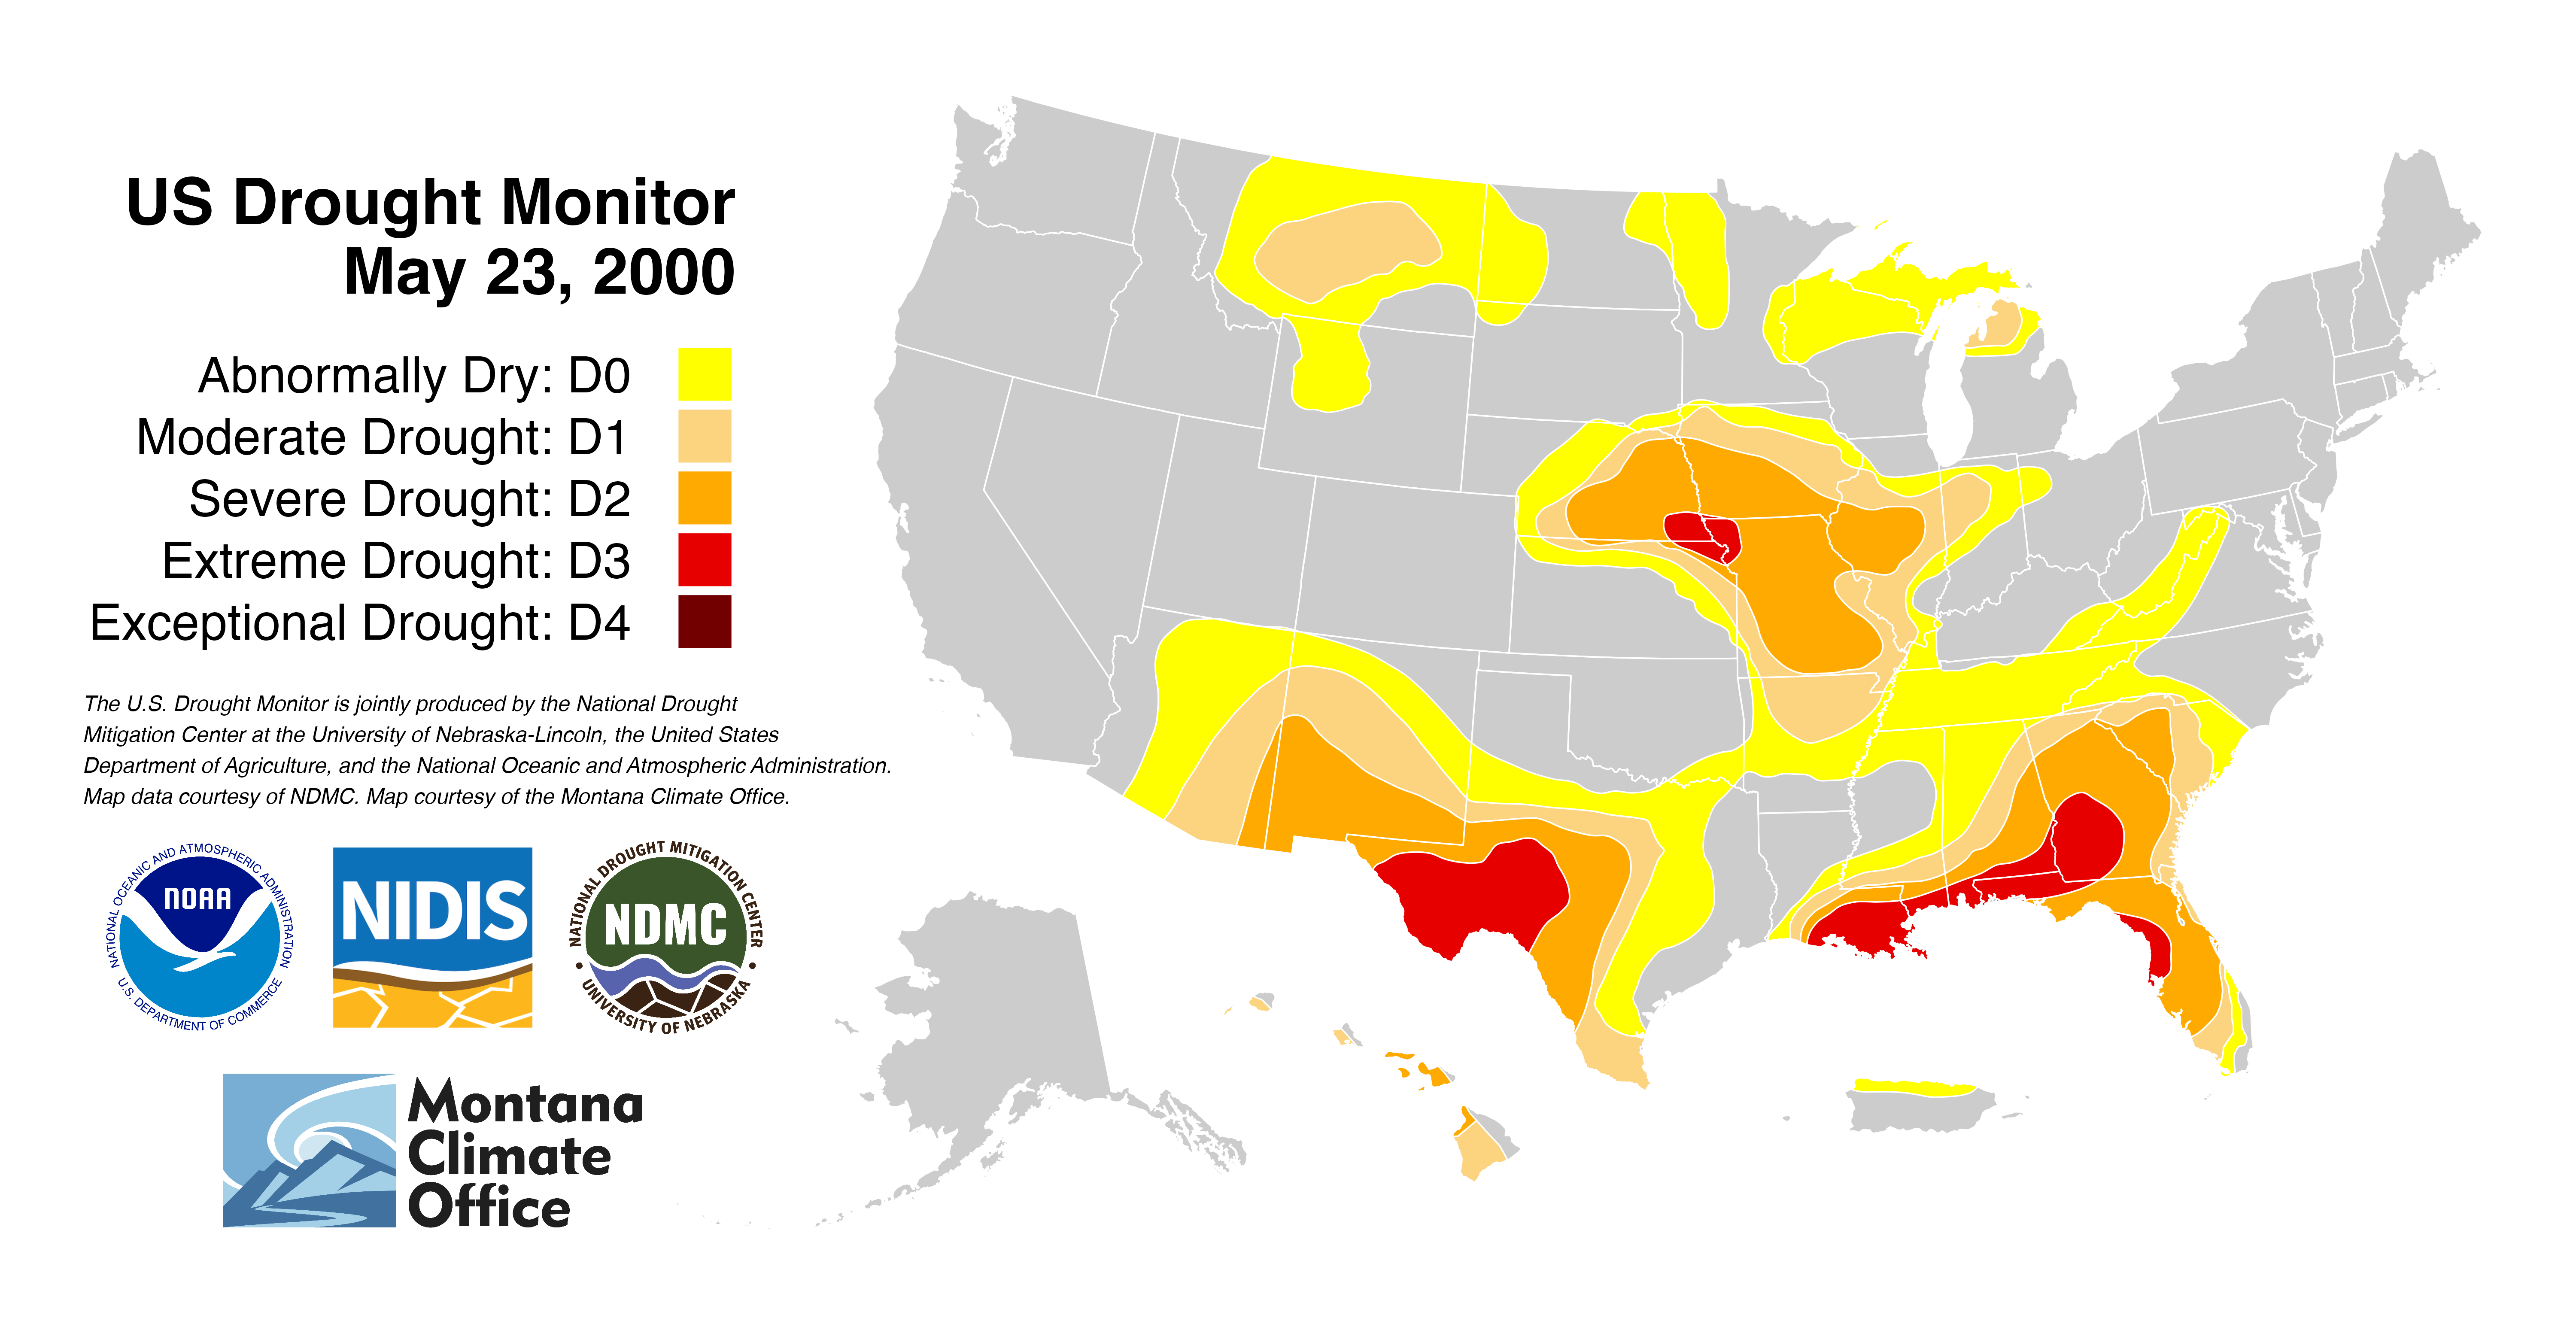 US Drought Monitor
May 23, 2000
Abnormally Dry: D0
Moderate Drought: D1
Severe Drought: D2
Extreme Drought: D3
Exceptional Drought: D4
The U.S. Drought Monitor is jointly produced by the National Drought
Mitigation Center at the University of Nebraska-Lincoln, the United States
Department of Agriculture, and the National Oceanic and Atmospheric Administration.
Map data courtesy of NDMC. Map courtesy of the Montana Climate Office.
NATIONAL OCEANIC AND ATMOSPHERIC ADMINISTRATION
NOAA
U.S. DEPARTMENT OF COMMERCE
NIDIS
NATIONAL DROUGHT MITIGATION CENTER
NDMC
UNIVERSITY OF NEBRASKA
Montana
Climate
Office